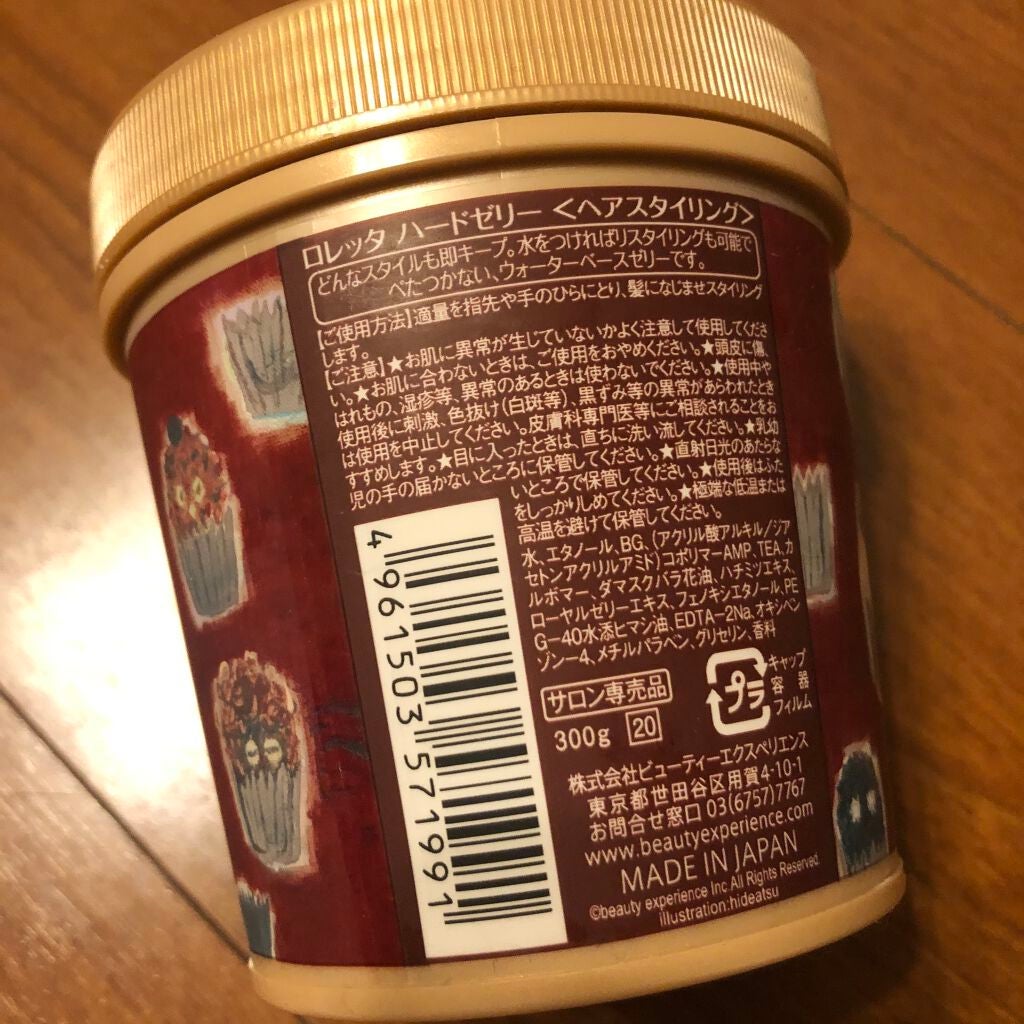 ロレッタ ハードゼリー <ヘアスタイリング>
どんなスタイルも即キープ。水をつければリスタイリングも可能で
べたつかない、ウォーターベースゼリーです。
【ご使用方法】適量を指先や手のひらにとり、髪になじませスタイリング
します。
【ご注意】★お肌に異常が生じていないかよく注意して使用してくださ
い。★お肌に合わないときは、ご使用をおやめください。★頭皮に傷、
はれもの、湿疹等、異常のあるときは使わないでください。★使用中や
使用後に刺激、色抜け(白斑等)、黒ずみ等の異常があらわれたとき
は使用を中止してください。皮膚科専門医等にご相談されることをお
すすめします。★目に入ったときは、直ちに洗い流してください。★乳幼
児の手の届かないところに保管してください。★直射日光のあたらな
いところで保管してください。★使用後はふた
をしっかりしめてください。★極端な低温または
高温を避けて保管してください。
水、エタノール、BG、(アクリル酸アルキル/ジア
セトンアクリルアミド)コポリマーAMP、TEA、カ
ルボマー、ダマスクバラ花油、ハチミツエキス、
ローヤルゼリーエキス、フェノキシエタノール、PE
G-40水添ヒマシ油、EDTA-2Na、オキシベン
ゾン-4、メチルパラベン、グリセリン、香料
サロン専売品
300g 20
プラ
キャップ
容器
フィルム
株式会社ビューティーエクスペリエンス
東京都世田谷区用賀4-10-1
お問合せ窓口 03(6757)7767
www.beautyexperience.com
MADE IN JAPAN
©beauty experience Inc All Rights Reserved.
illustration:hideatsu
4 961503 571991